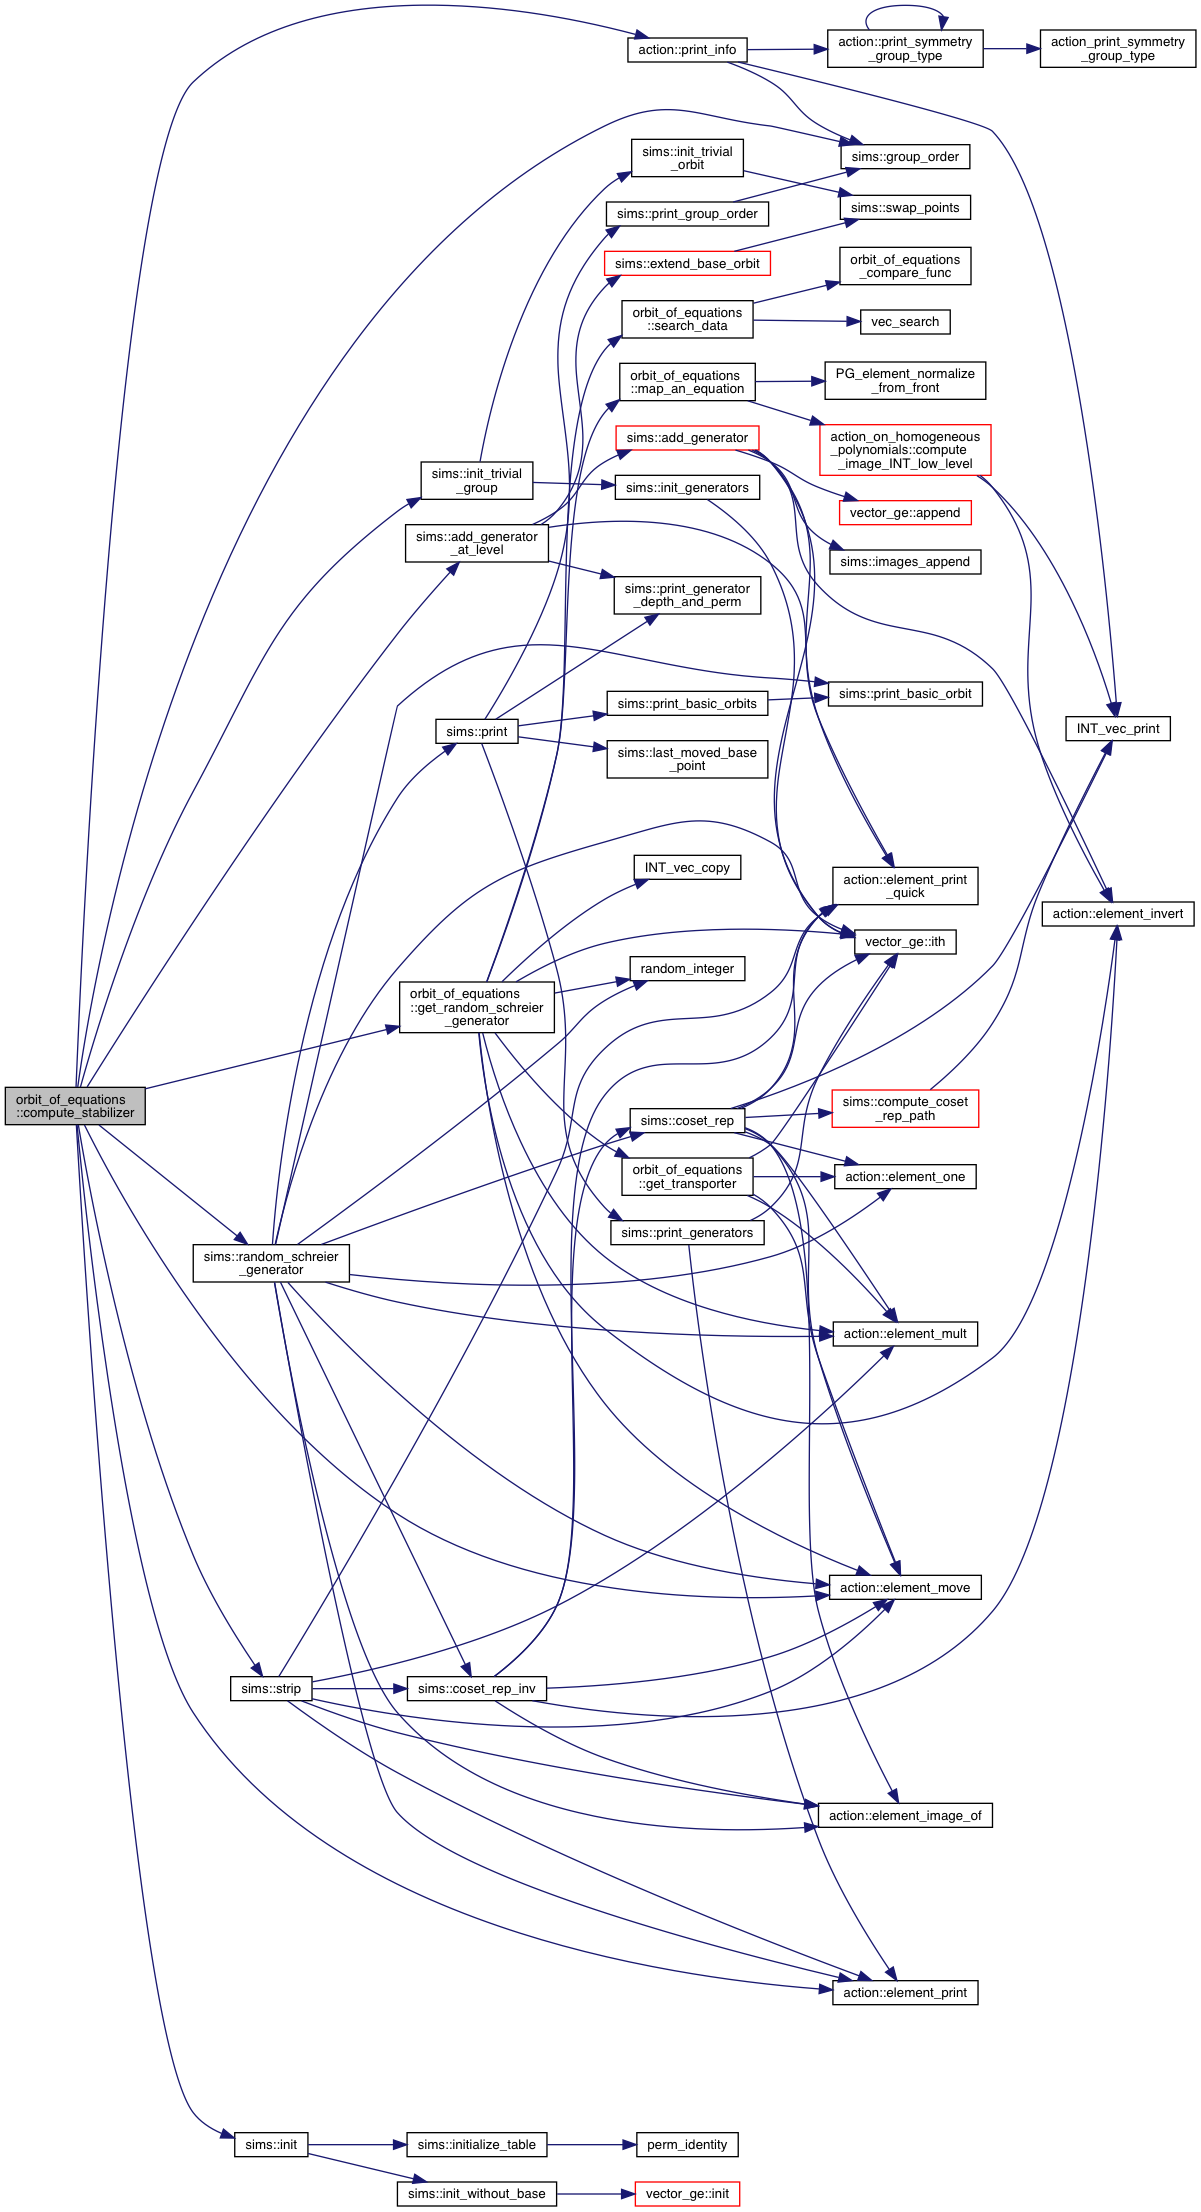 action::print_info
action::print_symmetry
_group_type
action_print_symmetry
_group_type
sims::init_trivial
_orbit
sims::group_order
sims::print_group_order
sims::swap_points
sims::extend_base_orbit
orbit_of_equations
_compare_func
orbit_of_equations
::search_data
vec_search
orbit_of_equations
::map_an_equation
PG_element_normalize
_from_front
sims::add_generator
action_on_homogeneous
_polynomials::compute
_image_INT_low_level
sims::init_trivial
_group
sims::init_generators
vector_ge::append
sims::add_generator
_at_level
sims::images_append
sims::print_generator
_depth_and_perm
sims::print_basic_orbit
sims::print_basic_orbits
sims::print
INT_vec_print
sims::last_moved_base
_point
INT_vec_copy
action::element_print
_quick
action::element_invert
vector_ge::ith
random_integer
orbit_of_equations
::get_random_schreier
_generator
orbit_of_equations
::compute_stabilizer
sims::coset_rep
sims::compute_coset
_rep_path
orbit_of_equations
::get_transporter
action::element_one
sims::print_generators
sims::random_schreier
_generator
action::element_mult
action::element_move
sims::strip
sims::coset_rep_inv
action::element_image_of
action::element_print
sims::init
sims::initialize_table
perm_identity
sims::init_without_base
vector_ge::init